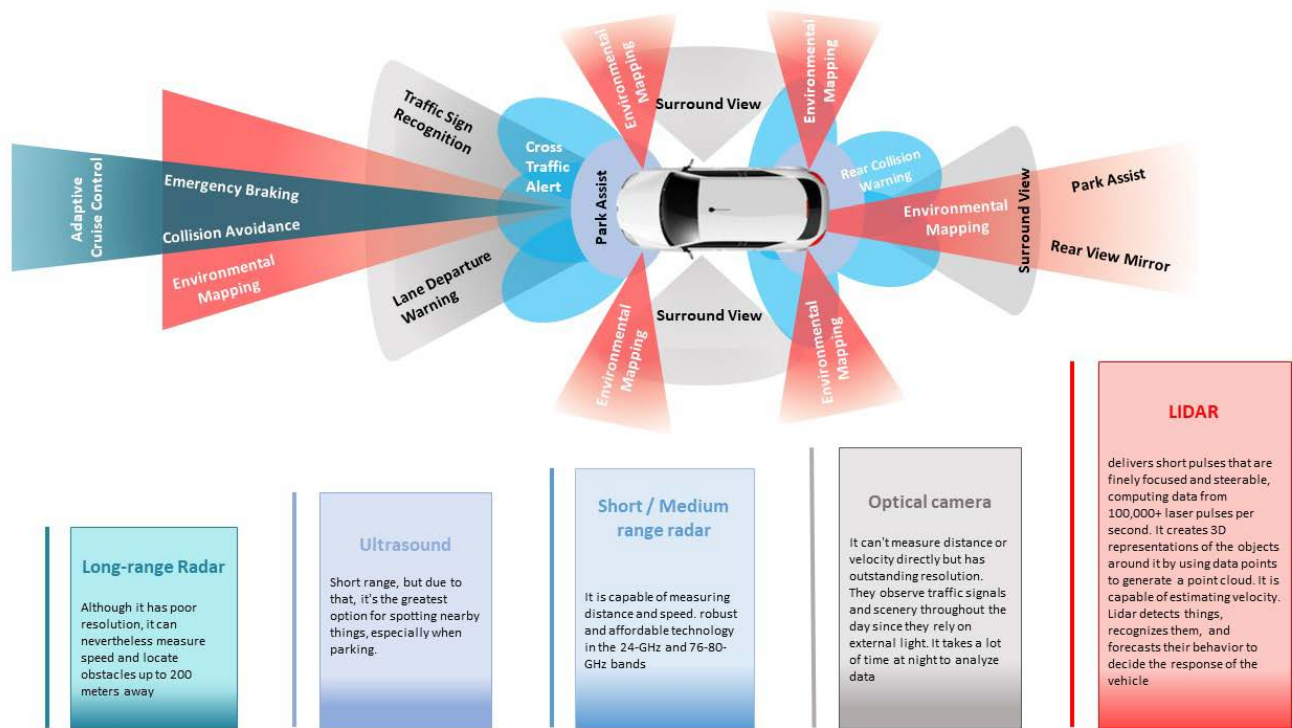 Adaptive
Cruise Control
Emergency Braking
Collision Avoidance
Environmental
Mapping
Traffic Sign
Recognition
Lane Departure
Warning
Cross
Traffic
Alert
Park Assist
Environmental
Mapping
Surround View
Environmental
Mapping
Environmental
Mapping
Surround View
Environmental
Mapping
Rear Collision
Warning
Environmental
Mapping
Surround View
Park Assist
Rear View Mirror
Long-range Radar
Although it has poor
resolution, it can
nevertheless measure
speed and locate
obstacles up to 200
meters away
Ultrasound
Short range, but due to
that, it's the greatest
option for spotting nearby
things, especially when
parking.
Short / Medium
range radar
It is capable of measuring
distance and speed. robust
and affordable technology
in the 24-GHz and 76-80-
GHz bands
Optical camera
It can't measure distance or
velocity directly but has
outstanding resolution.
They observe traffic signals
and scenery throughout the
day since they rely on
external light. It takes a lot
of time at night to analyze
data
LIDAR
delivers short pulses that are
finely focused and steerable,
computing data from
100,000+ laser pulses per
second. It creates 3D
representations of the objects
around it by using data points
to generate a point cloud. It is
capable of estimating velocity.
Lidar detects things,
recognizes them, and
forecasts their behavior to
decide the response of the
vehicle